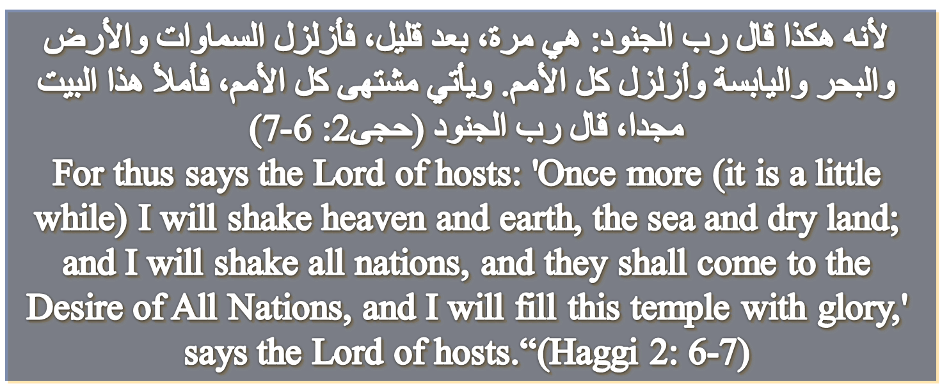 لأنه هكذا قال رب الجنود: هي مرة، بعد قليل، فأزلزل السماوات والأرض
والبحر واليابسة وأزلزل كل الأمم. ويأتي مشتهى كل الأمم، فأملأ هذا البيت
مجدا، قال رب الجنود (حجى2: 6-7)
For thus says the Lord of hosts: 'Once more (it is a little
while) I will shake heaven and earth, the sea and dry land;
and I will shake all nations, and they shall come to the
Desire of All Nations, and I will fill this temple with glory,'
says the Lord of hosts.“(Haggi 2: 6-7)